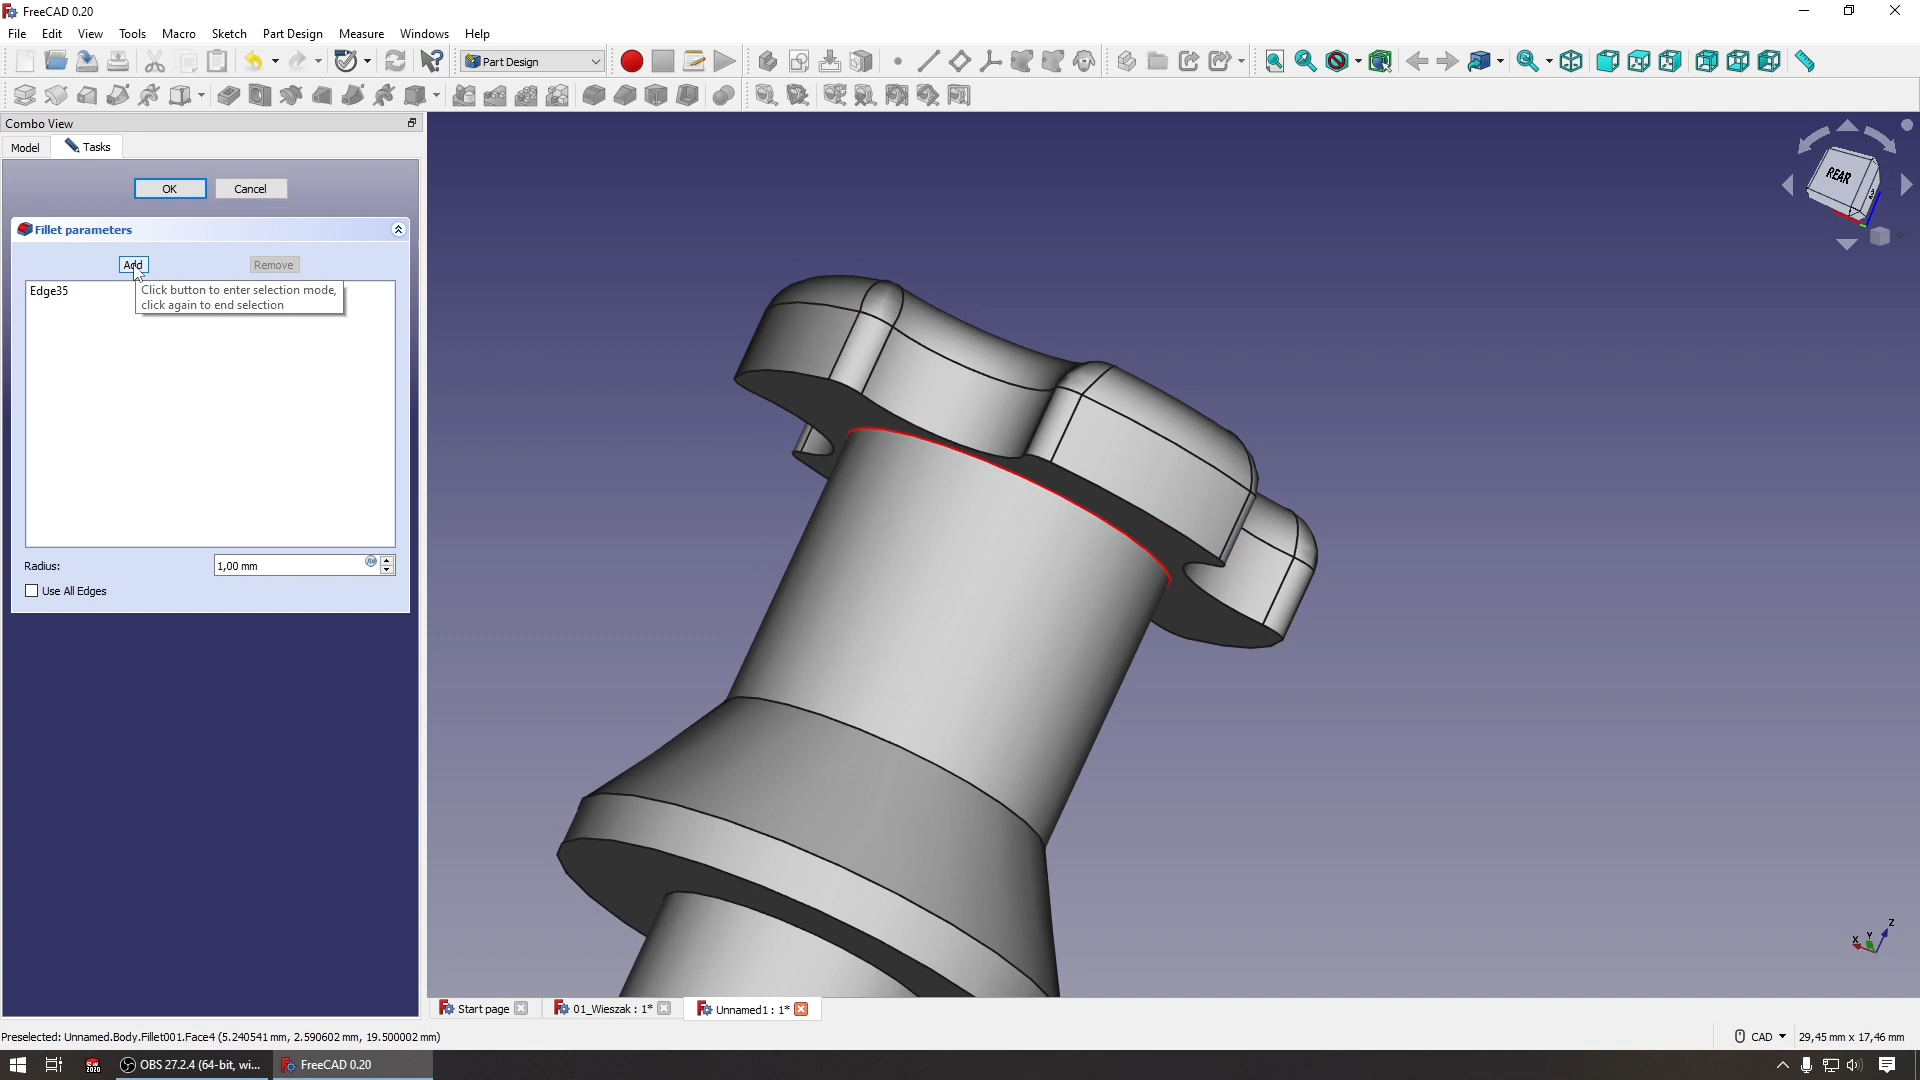 FreeCAD 0.20
File Edit View Tools Macro Sketch Part Design Measure Windows Help
Part Design
Combo View
Model Tasks
OK Cancel
Fillet parameters
Add Remove
Edge35
Click button to enter selection mode,
click again to end selection
Radius: 1,00 mm
Use All Edges
REAR
X Y Z
Start page 01_Wieszak : 1* Unnamed1 : 1*
Preselected: Unnamed.Body.Fillet001.Face4 (5.240541 mm, 2.590602 mm, 19.500002 mm)
CAD 29,45 mm x 17,46 mm
2020 OBS 27.2.4 (64-bit, wi... FreeCAD 0.20